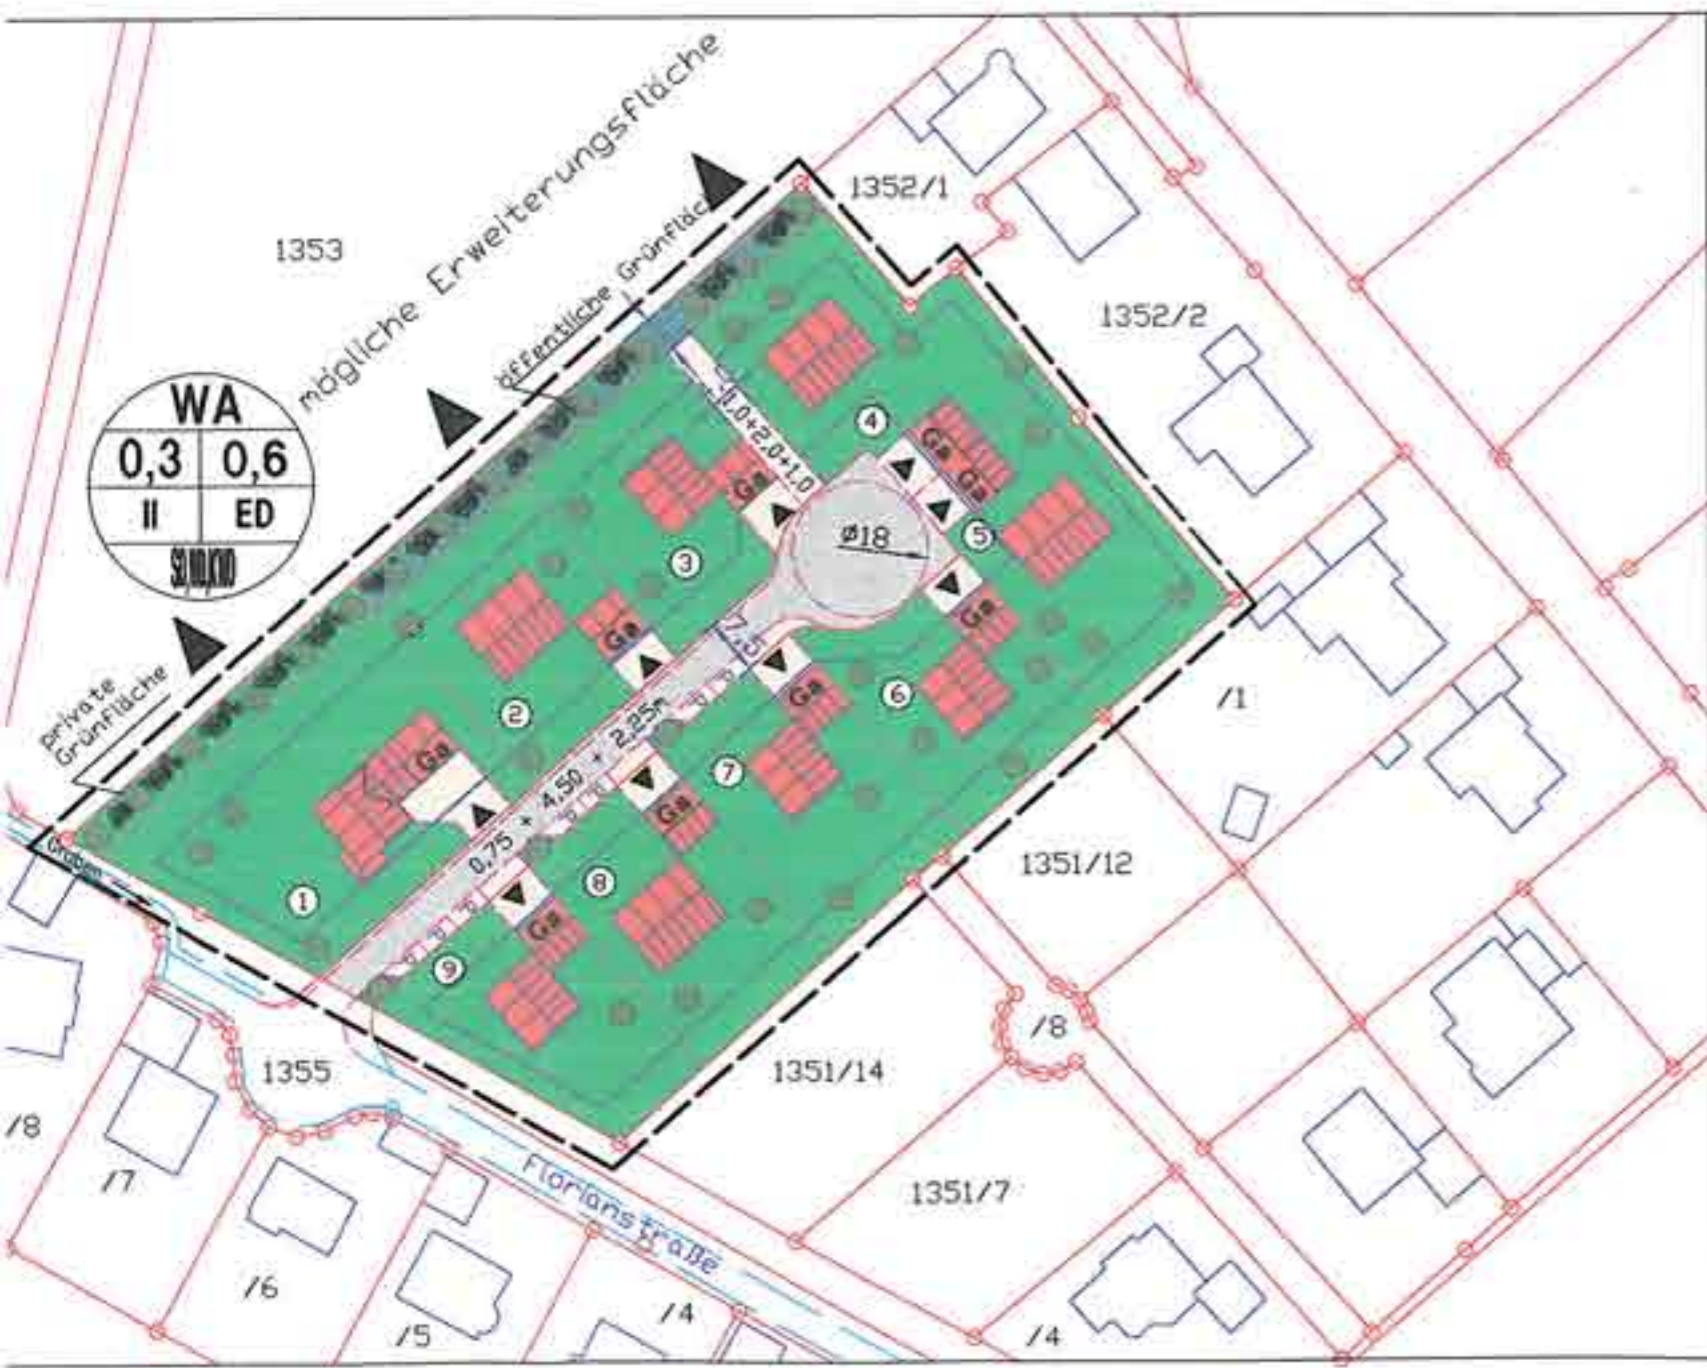 mögliche Erweiterungsfläche
1352/1
1353
öffentliche
1352/2
WA
0,3 0,6
II ED
1,0+2,0+1,0
4
Ga
Ga
Ga
5
Ø18
3
Ga
Ga
7,5
private
Grünfläche
2
6
Ga
/1
Ga
7
0,75 + 4,50 + 2,25m
Ga
Graben
8
1351/12
1
Ga
9
/8
1355
1351/14
/8
/7
Florianstraße
1351/7
/6
/5
/4
/4